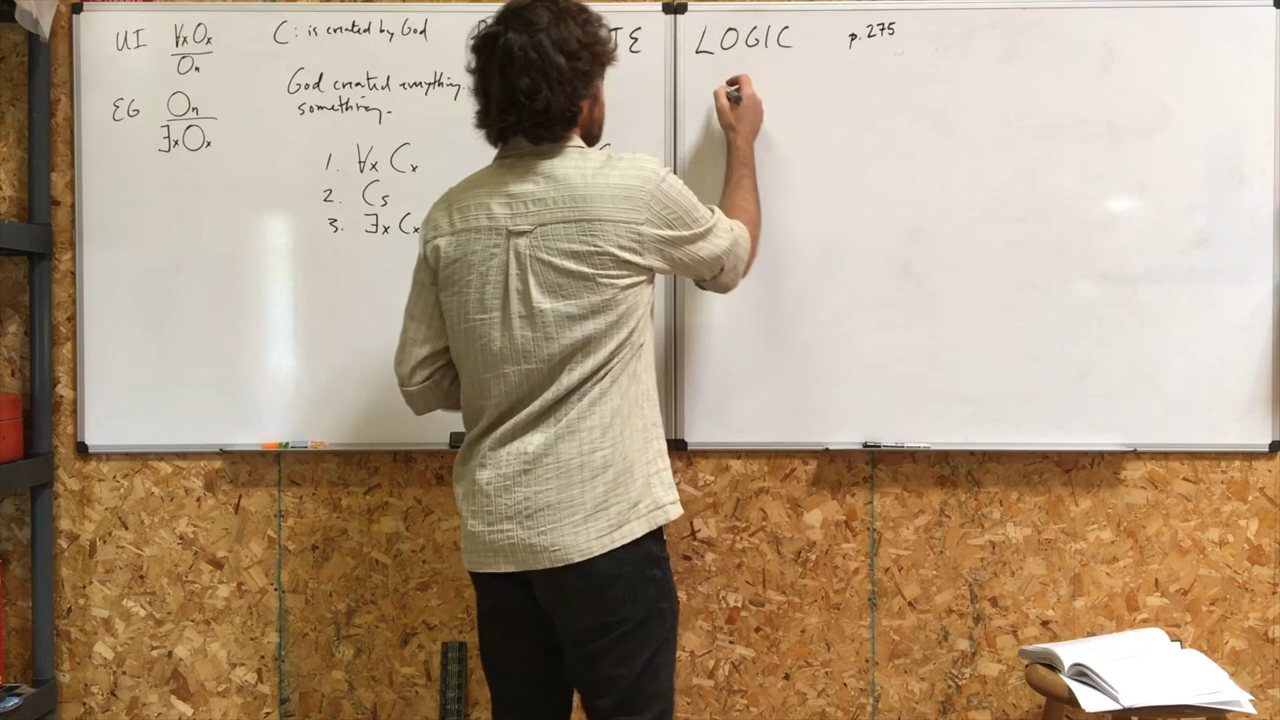 UI ∀x Ox
On
EG On
∃x Ox
C: is created by God
God created everything.
something.
1. ∀x Cx
2. Cs
3. ∃x Cx
LOGIC
p. 275